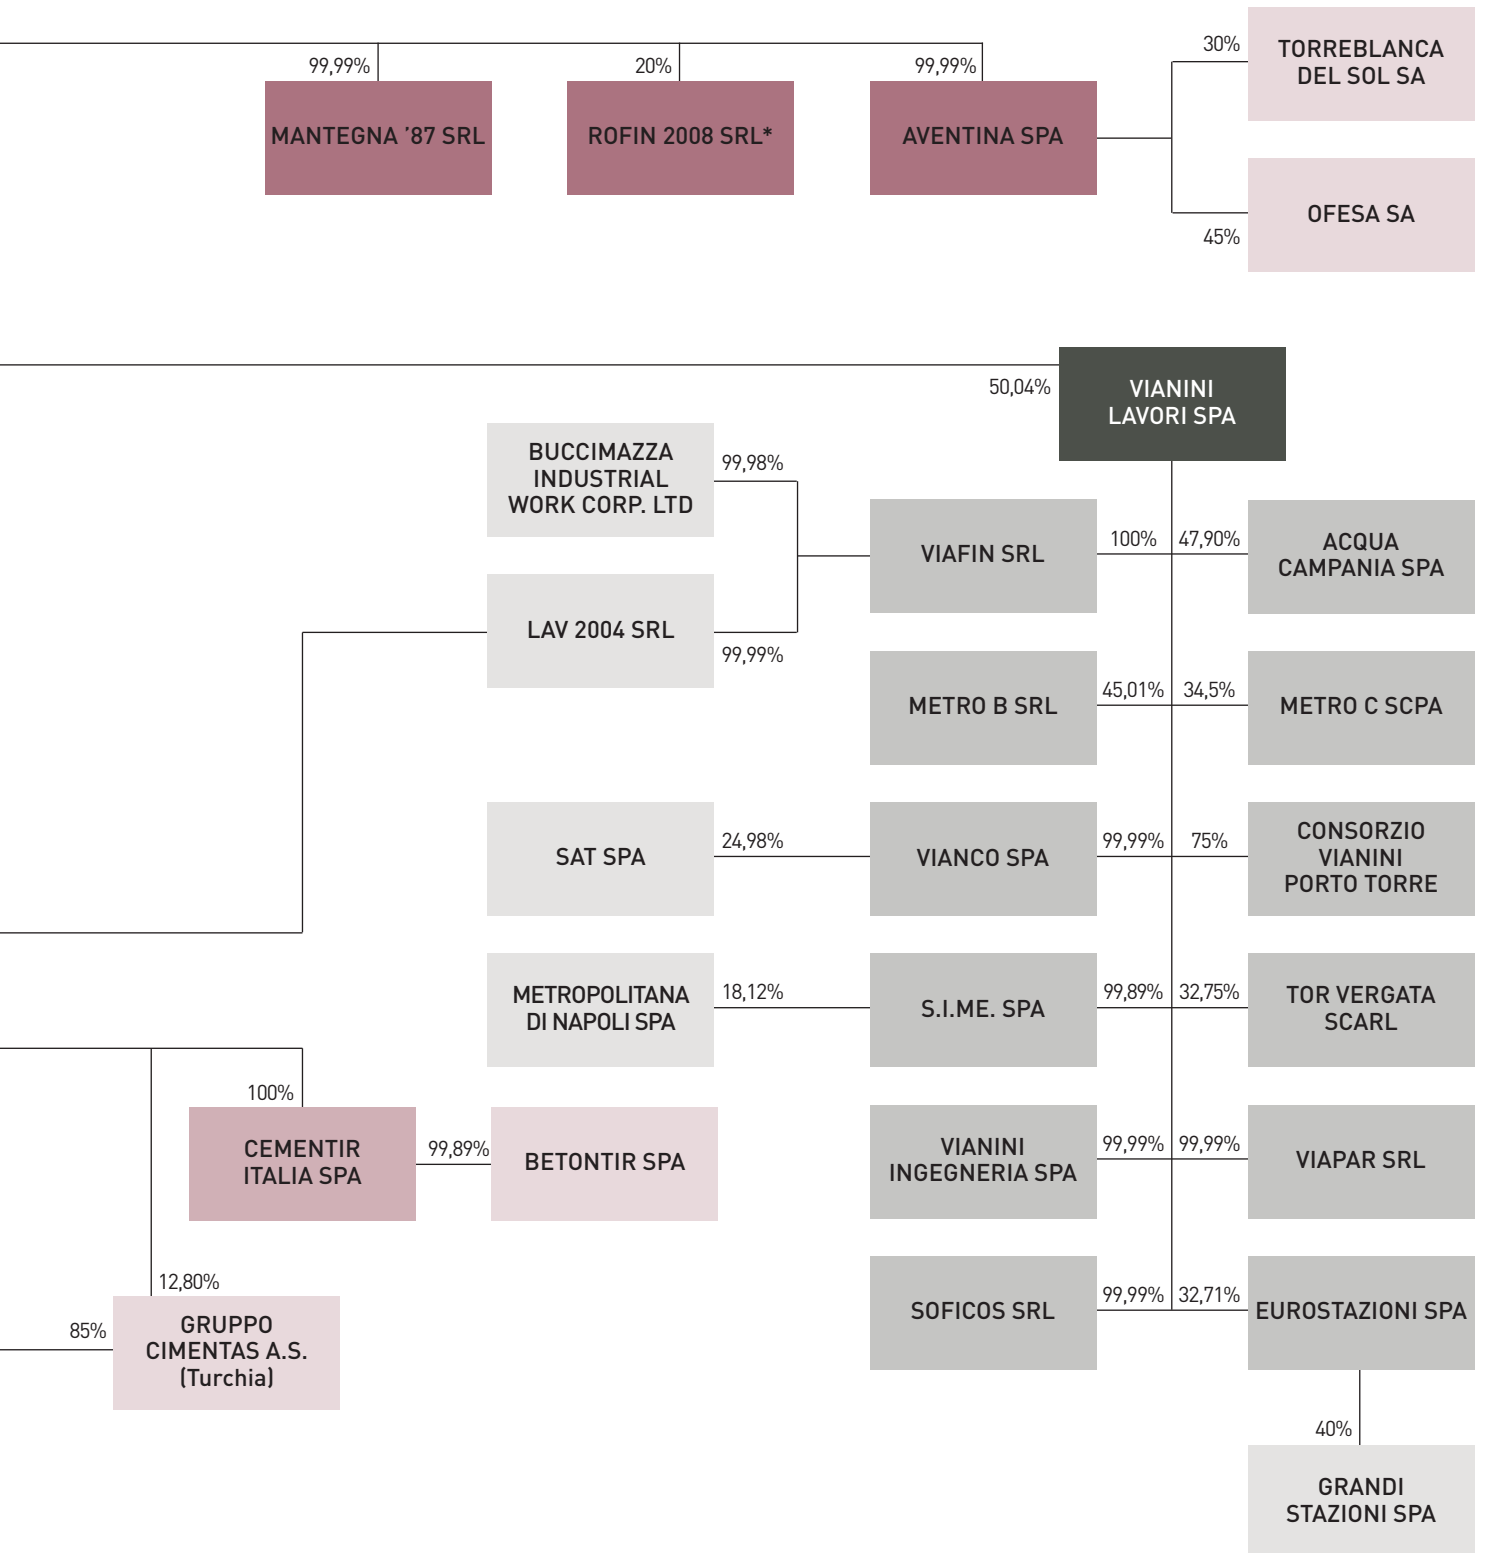 30%
TORREBLANCA
DEL SOL SA
99,99%
MANTEGNA ’87 SRL
20%
ROFIN 2008 SRL*
99,99%
AVENTINA SPA
OFESA SA
45%
50,04%
VIANINI
LAVORI SPA
BUCCIMAZZA
INDUSTRIAL
WORK CORP. LTD
99,98%
VIAFIN SRL
100%
47,90%
ACQUA
CAMPANIA SPA
LAV 2004 SRL
99,99%
METRO B SRL
45,01%
34,5%
METRO C SCPA
SAT SPA
24,98%
VIANCO SPA
99,99%
75%
CONSORZIO
VIANINI
PORTO TORRE
METROPOLITANA
DI NAPOLI SPA
18,12%
S.I.ME. SPA
99,89%
32,75%
TOR VERGATA
SCARL
100%
CEMENTIR
ITALIA SPA
99,89%
BETONTIR SPA
VIANINI
INGEGNERIA SPA
99,99%
99,99%
VIAPAR SRL
12,80%
85%
GRUPPO
CIMENTAS A.S.
(Turchia)
SOFICOS SRL
99,99%
32,71%
EUROSTAZIONI SPA
40%
GRANDI
STAZIONI SPA